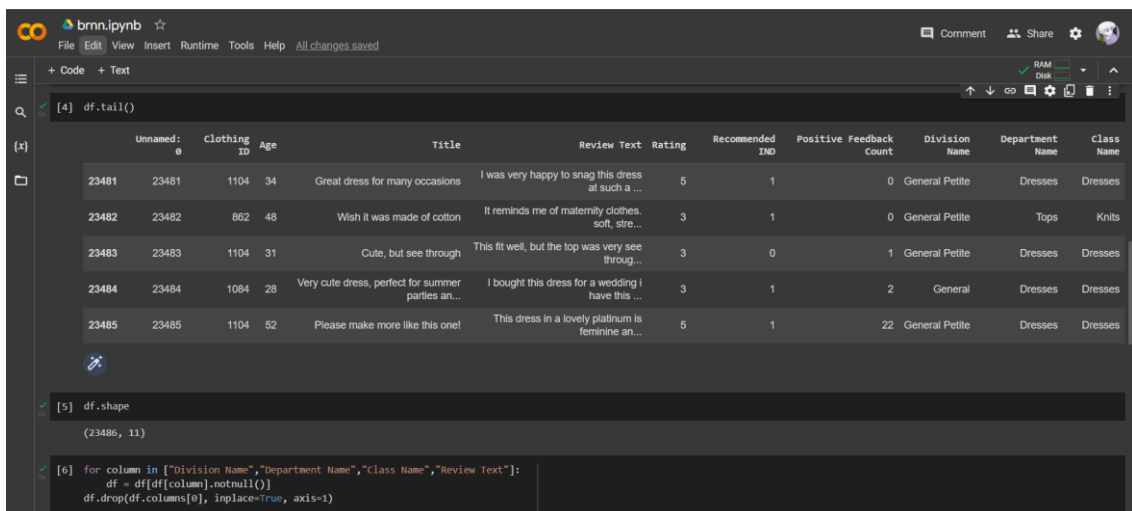 brnn.ipynb
File Edit View Insert Runtime Tools Help All changes saved
Comment Share
+ Code + Text
RAM
Disk
[4] df.tail()
Unnamed: 0 Clothing ID Age Title Review Text Rating Recommended IND Positive Feedback Count Division Name Department Name Class Name
23481 23481 1104 34 Great dress for many occasions I was very happy to snag this dress at such a ... 5 1 0 General Petite Dresses Dresses
23482 23482 862 48 Wish it was made of cotton It reminds me of maternity clothes. soft, stre... 3 1 0 General Petite Tops Knits
23483 23483 1104 31 Cute, but see through This fit well, but the top was very see throug... 3 0 1 General Petite Dresses Dresses
23484 23484 1084 28 Very cute dress, perfect for summer parties an... I bought this dress for a wedding i have this ... 3 1 2 General Dresses Dresses
23485 23485 1104 52 Please make more like this one! This dress in a lovely platinum is feminine an... 5 1 22 General Petite Dresses Dresses
[5] df.shape
(23486, 11)
[6] for column in ["Division Name","Department Name","Class Name","Review Text"]:
df = df[df[column].notnull()]
df.drop(df.columns[0], inplace=True, axis=1)
{x}